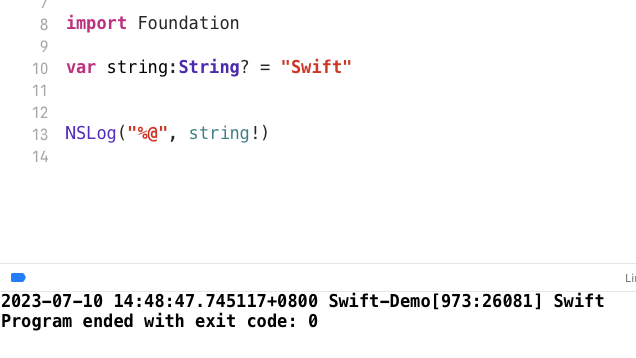 7
8 import Foundation
9
10 var string:String? = "Swift"
11
12
13 NSLog("%@", string!)
14
Li
2023-07-10 14:48:47.745117+0800 Swift-Demo[973:26081] Swift
Program ended with exit code: 0